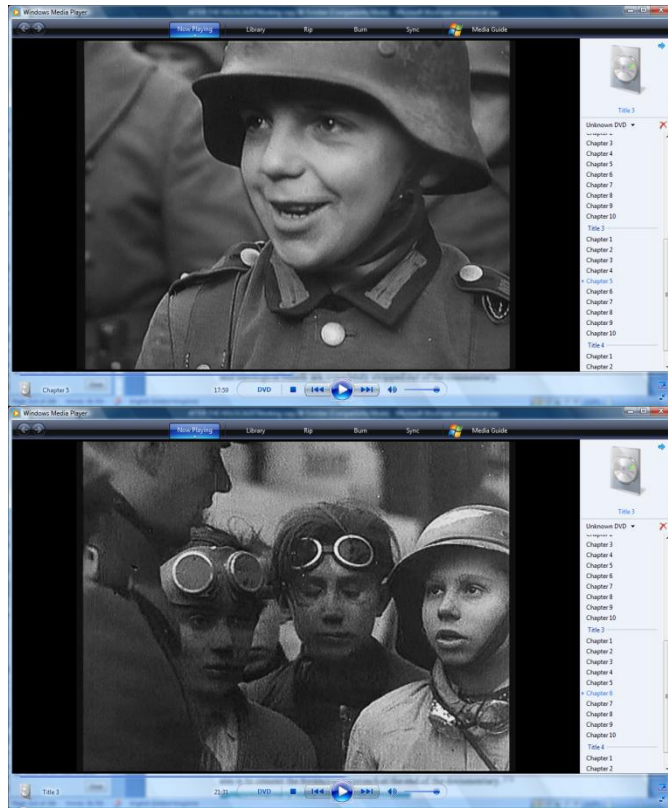 Windows Media Player
Now Playing
Library
Rip
Burn
Sync
Media Guide
Title 3
Unknown DVD
Chapter 3
Chapter 4
Chapter 5
Chapter 6
Chapter 7
Chapter 8
Chapter 9
Chapter 10
Title 3
Chapter 1
Chapter 2
Chapter 3
Chapter 4
Chapter 5
Chapter 6
Chapter 7
Chapter 8
Chapter 9
Chapter 10
Title 4
Chapter 1
Chapter 2
Chapter 5
17:59
DVD
Windows Media Player
Now Playing
Library
Rip
Burn
Sync
Media Guide
Title 3
Unknown DVD
Chapter 3
Chapter 4
Chapter 5
Chapter 6
Chapter 7
Chapter 8
Chapter 9
Chapter 10
Title 3
Chapter 1
Chapter 2
Chapter 3
Chapter 4
Chapter 5
Chapter 6
Chapter 7
Chapter 8
Chapter 9
Chapter 10
Title 4
Chapter 1
Chapter 2
Title 3
DVD